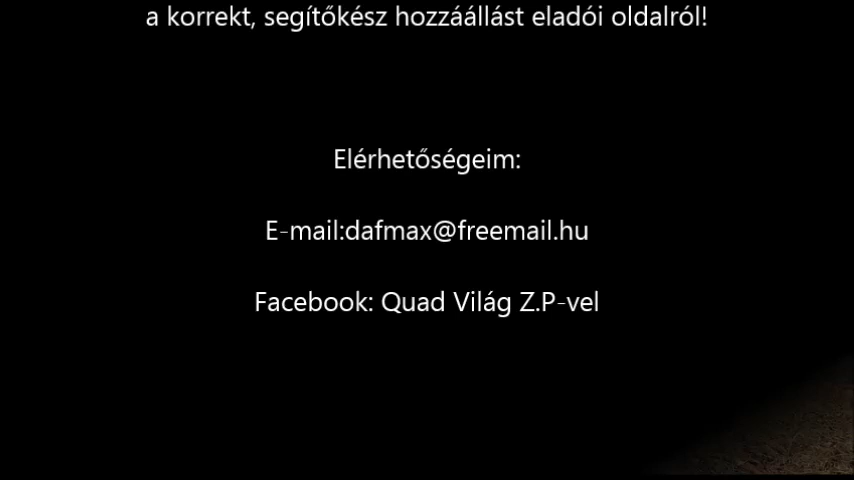 a korrekt, segítőkész hozzáállást eladói oldalról!
Elérhetőségeim:
E-mail:dafmax@freemail.hu
Facebook: Quad Világ Z.P-vel